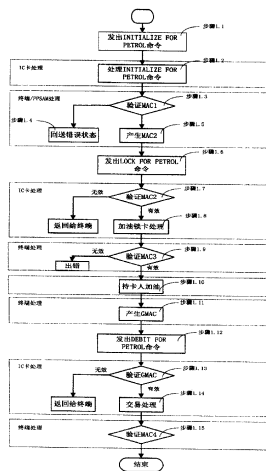 步骤1.1
发出INITIALIZE FOR
PETROL命令
步骤1.2
IC卡处理
处理INITIALIZE FOR
PETROL命令
步骤1.3
终端/PPSAM处理
验证MAC1
步骤1.4
步骤1.5
回送错误状态
产生MAC2
步骤1.6
发出LOCK FOR PETROL
命令
步骤1.7
IC卡处理
无效
验证MAC2
有效
步骤1.8
返回给终端
加油锁卡处理
步骤1.9
终端处理
无效
验证MAC3
出错
有效
步骤1.10
持卡人加油
步骤1.11
终端处理
产生GMAC
步骤1.12
发出DEBIT FOR
PETROL命令
步骤1.13
IC卡处理
无效
验证GMAC
有效
步骤1.14
返回给终端
交易处理
步骤1.15
终端处理
验证MAC4
结束